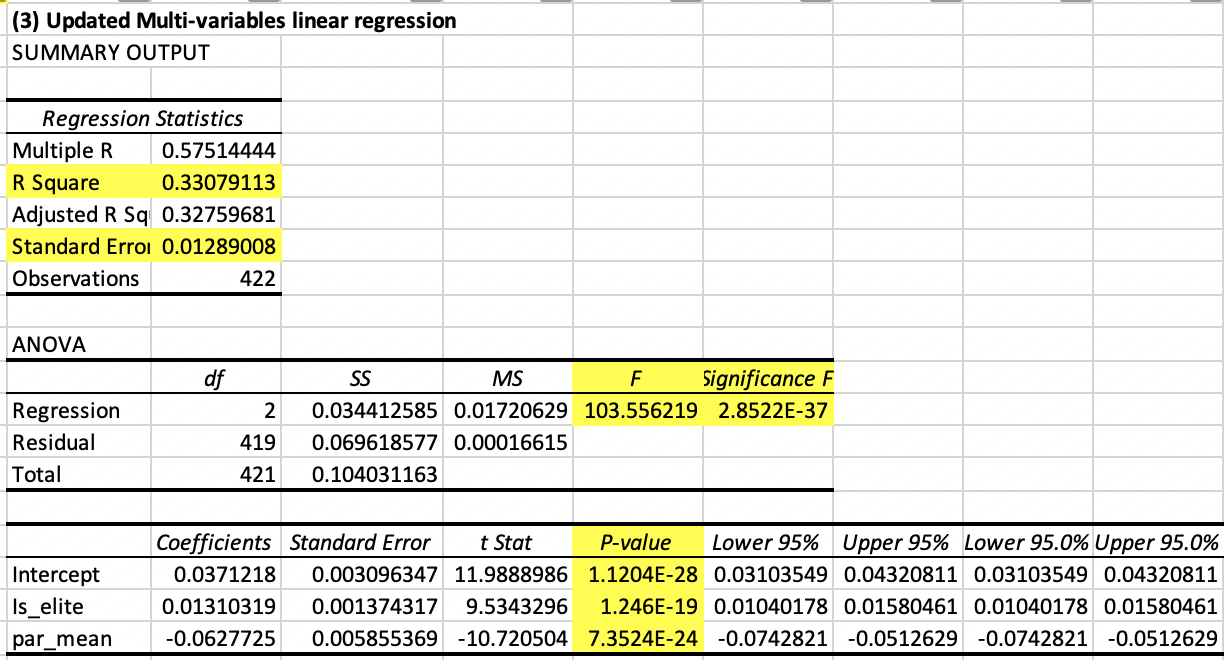 (3) Updated Multi-variables linear regression
SUMMARY OUTPUT
Regression Statistics
Multiple R 0.57514444
R Square 0.33079113
Adjusted R Sq 0.32759681
Standard Error 0.01289008
Observations 422
ANOVA
df SS MS F Significance F
Regression 2 0.034412585 0.01720629 103.556219 2.8522E-37
Residual 419 0.069618577 0.00016615
Total 421 0.104031163
Coefficients Standard Error t Stat P-value Lower 95% Upper 95% Lower 95.0% Upper 95.0%
Intercept 0.0371218 0.003096347 11.9888986 1.1204E-28 0.03103549 0.04320811 0.03103549 0.04320811
Is_elite 0.01310319 0.001374317 9.5343296 1.246E-19 0.01040178 0.01580461 0.01040178 0.01580461
par_mean -0.0627725 0.005855369 -10.720504 7.3524E-24 -0.0742821 -0.0512629 -0.0742821 -0.0512629